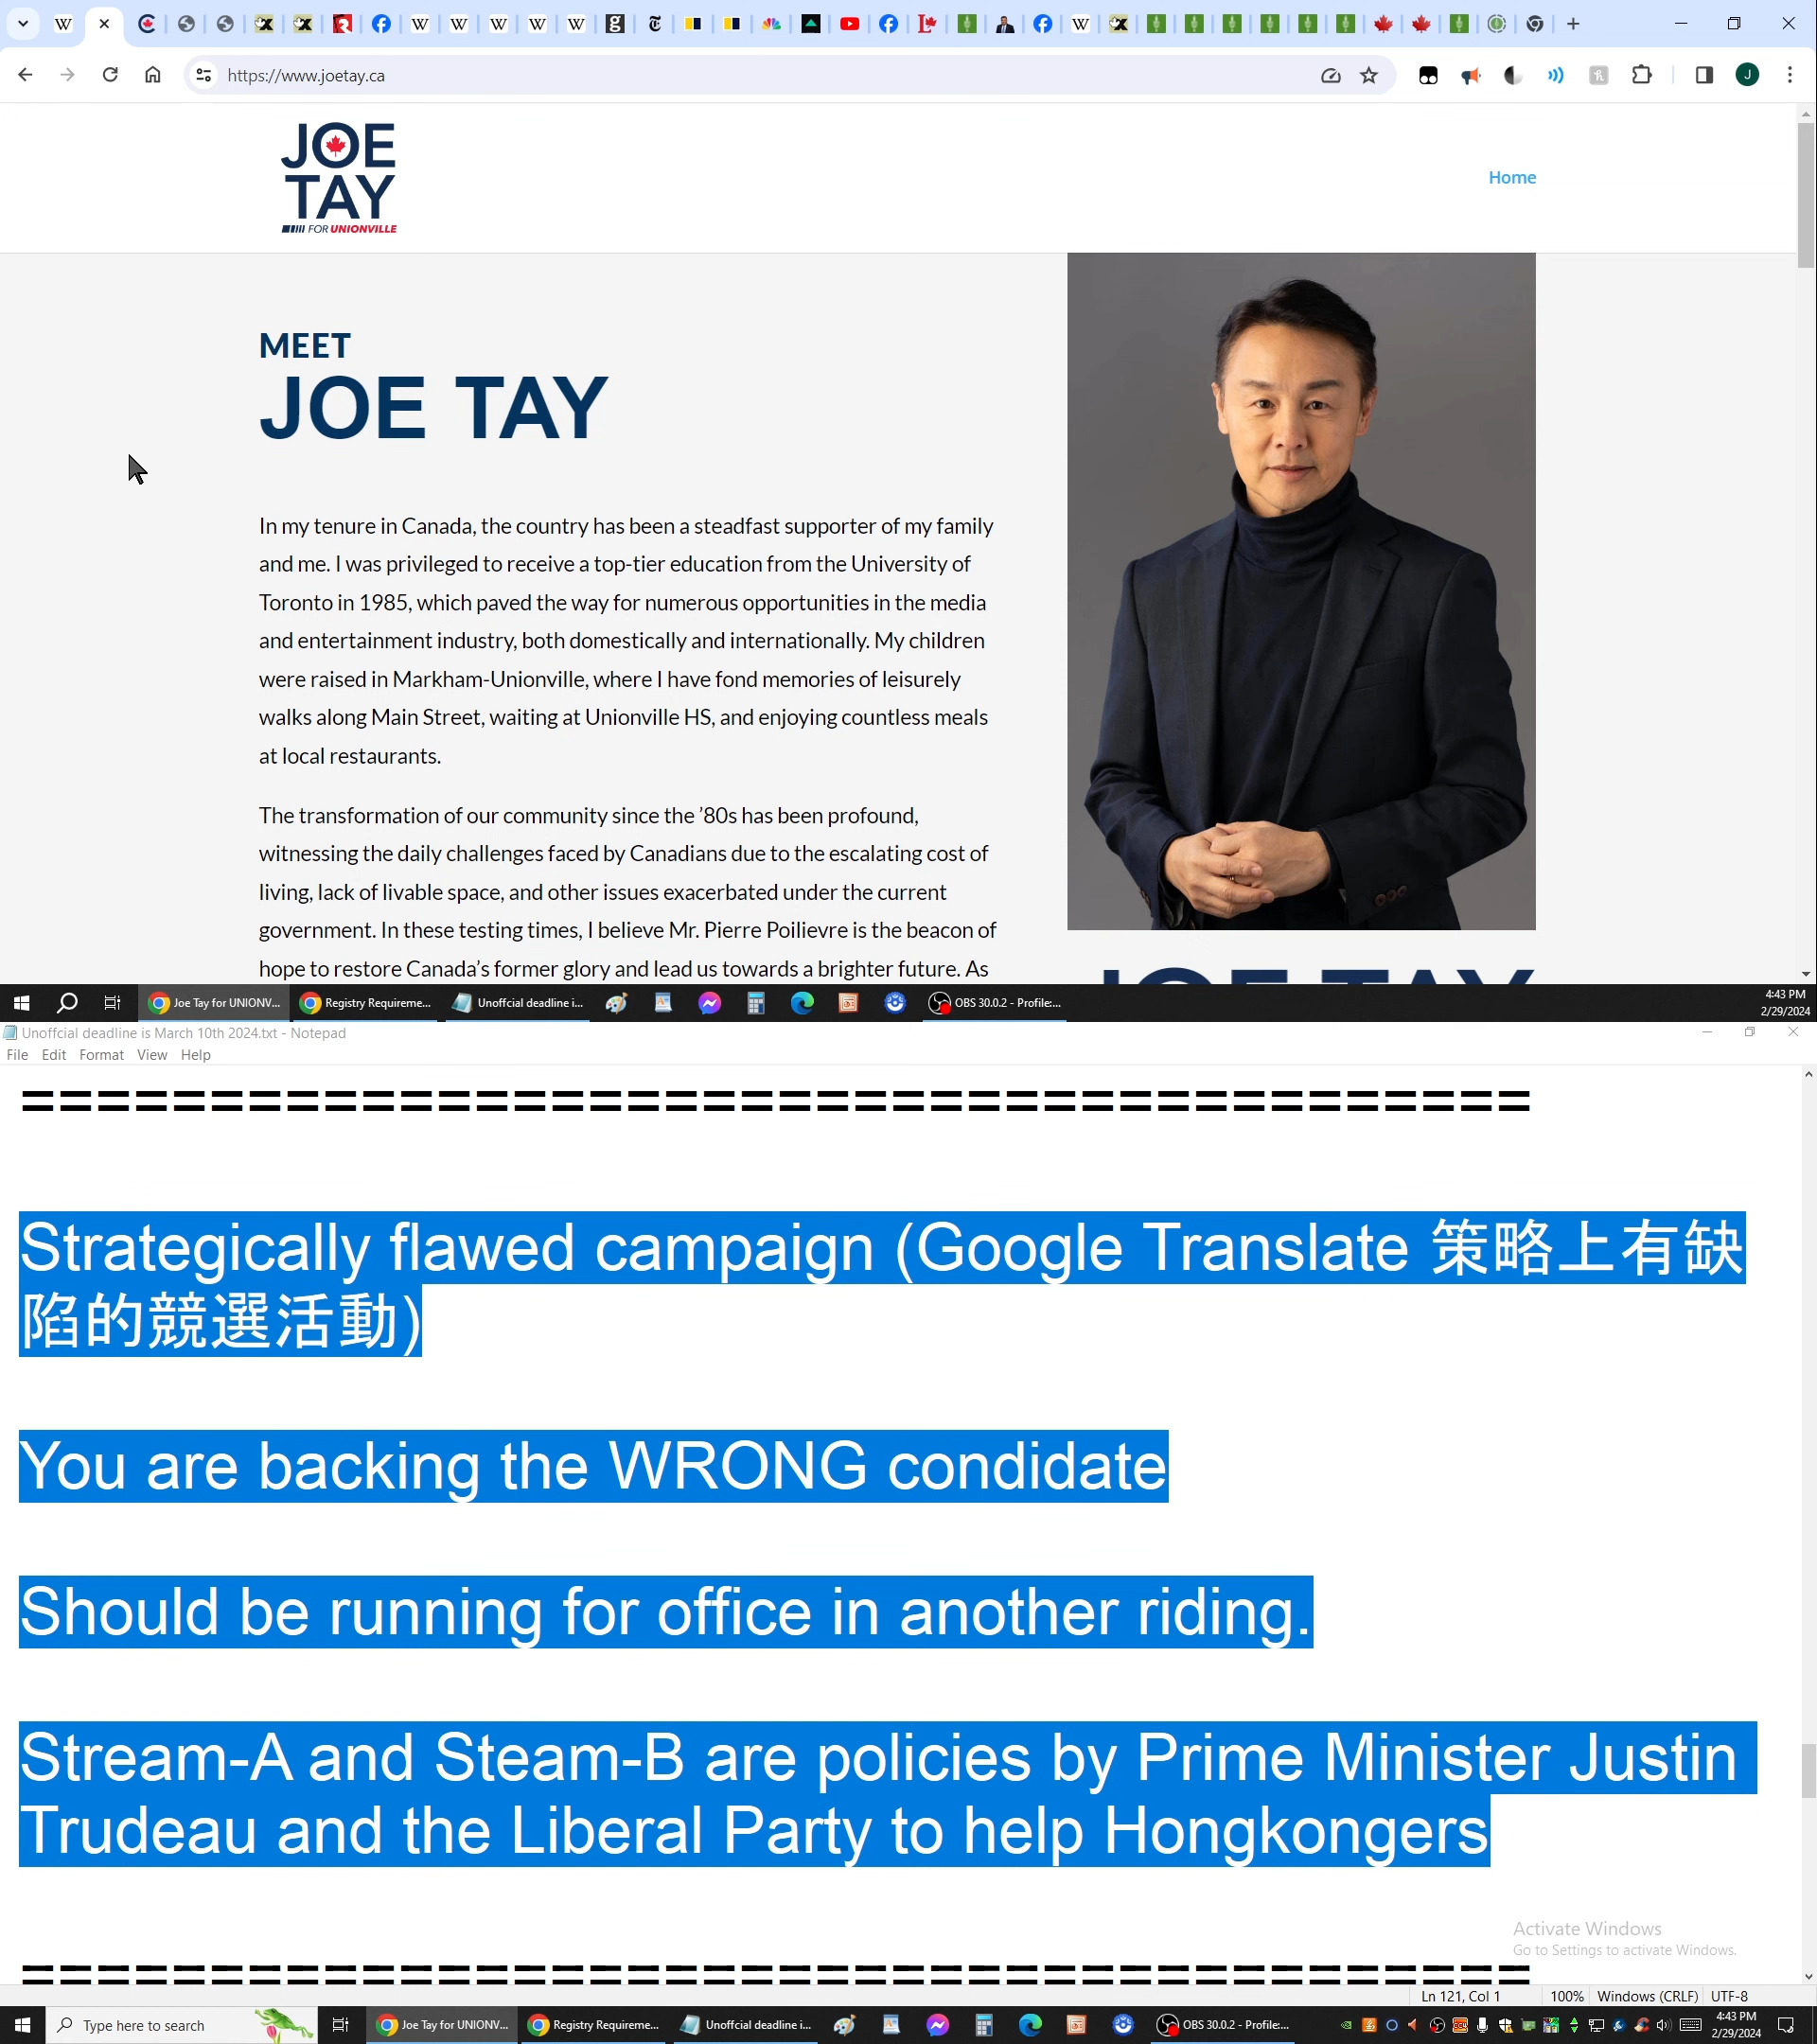 https://www.joetay.ca
JOE
TAY
FOR UNIONVILLE
Home
MEET
JOE TAY
In my tenure in Canada, the country has been a steadfast supporter of my family
and me. I was privileged to receive a top-tier education from the University of
Toronto in 1985, which paved the way for numerous opportunities in the media
and entertainment industry, both domestically and internationally. My children
were raised in Markham-Unionville, where I have fond memories of leisurely
walks along Main Street, waiting at Unionville HS, and enjoying countless meals
at local restaurants.
The transformation of our community since the ’80s has been profound,
witnessing the daily challenges faced by Canadians due to the escalating cost of
living, lack of livable space, and other issues exacerbated under the current
government. In these testing times, I believe Mr. Pierre Poilievre is the beacon of
hope to restore Canada’s former glory and lead us towards a brighter future. As
JOE TAY
Joe Tay for UNIONV... Registry Requireme... Unoffcial deadline i... OBS 30.0.2 - Profile:... 4:43 PM
2/29/2024
Unoffcial deadline is March 10th 2024.txt - Notepad
File Edit Format View Help
========================================
Strategically flawed campaign (Google Translate 策略上有缺
陷的競選活動)
You are backing the WRONG condidate
Should be running for office in another riding.
Stream-A and Steam-B are policies by Prime Minister Justin
Trudeau and the Liberal Party to help Hongkongers
Activate Windows
Go to Settings to activate Windows.
========================================
Ln 121, Col 1 100% Windows (CRLF) UTF-8
Type here to search Joe Tay for UNIONV... Registry Requireme... Unoffcial deadline i... OBS 30.0.2 - Profile:... 4:43 PM
2/29/2024